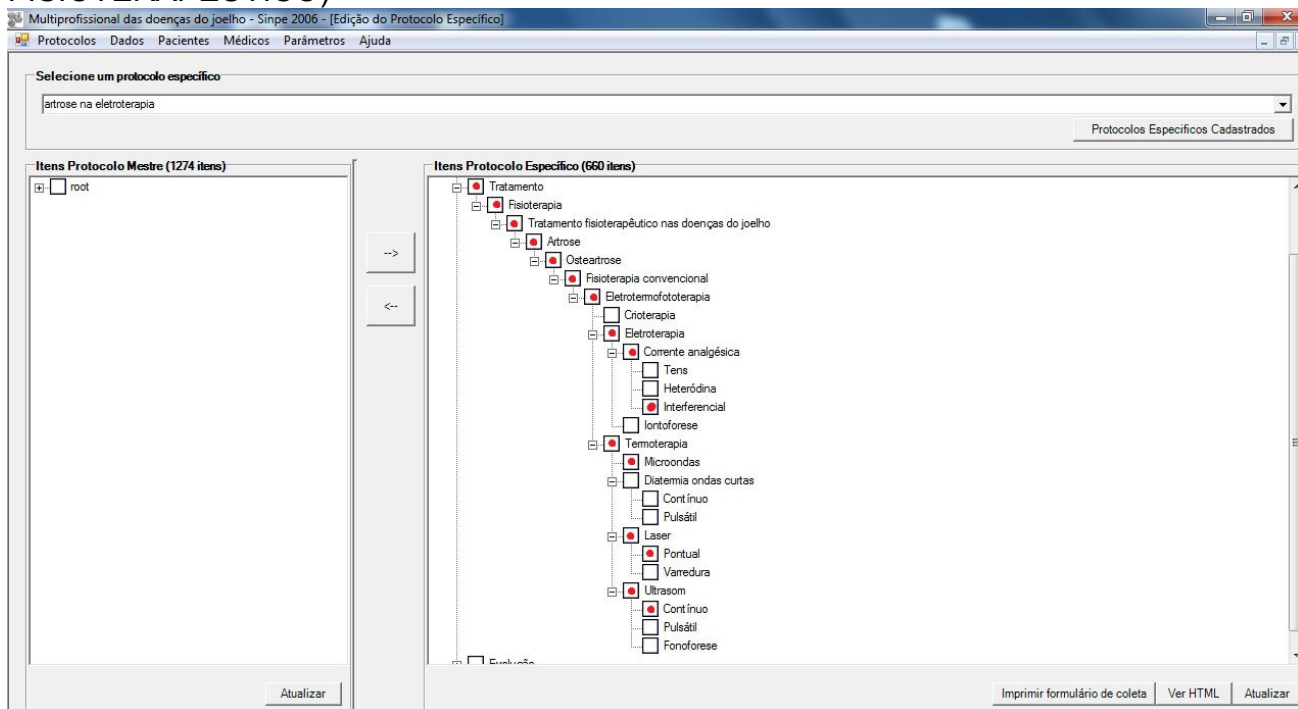 FISIOTERAPÊUTICO)
Multiprofissional das doenças do joelho - Sinpe 2006 - [Edição do Protocolo Específico]
Protocolos Dados Pacientes Médicos Parâmetros Ajuda
Selecione um protocolo específico
artrose na eletroterapia
Protocolos Especificos Cadastrados
Itens Protocolo Mestre (1274 itens)
root
Atualizar
-->
<--
Itens Protocolo Específico (660 itens)
Tratamento
Fisioterapia
Tratamento fisioterapêutico nas doenças do joelho
Artrose
Osteartrose
Fisioterapia convencional
Eletrotermofototerapia
Crioterapia
Eletroterapia
Corrente analgésica
Tens
Heteródina
Interferencial
Iontoforese
Termoterapia
Microondas
Diatermia ondas curtas
Contínuo
Pulsátil
Laser
Pontual
Varredura
Ultrasom
Contínuo
Pulsátil
Fonoforese
Evolução
Imprimir formulário de coleta Ver HTML Atualizar